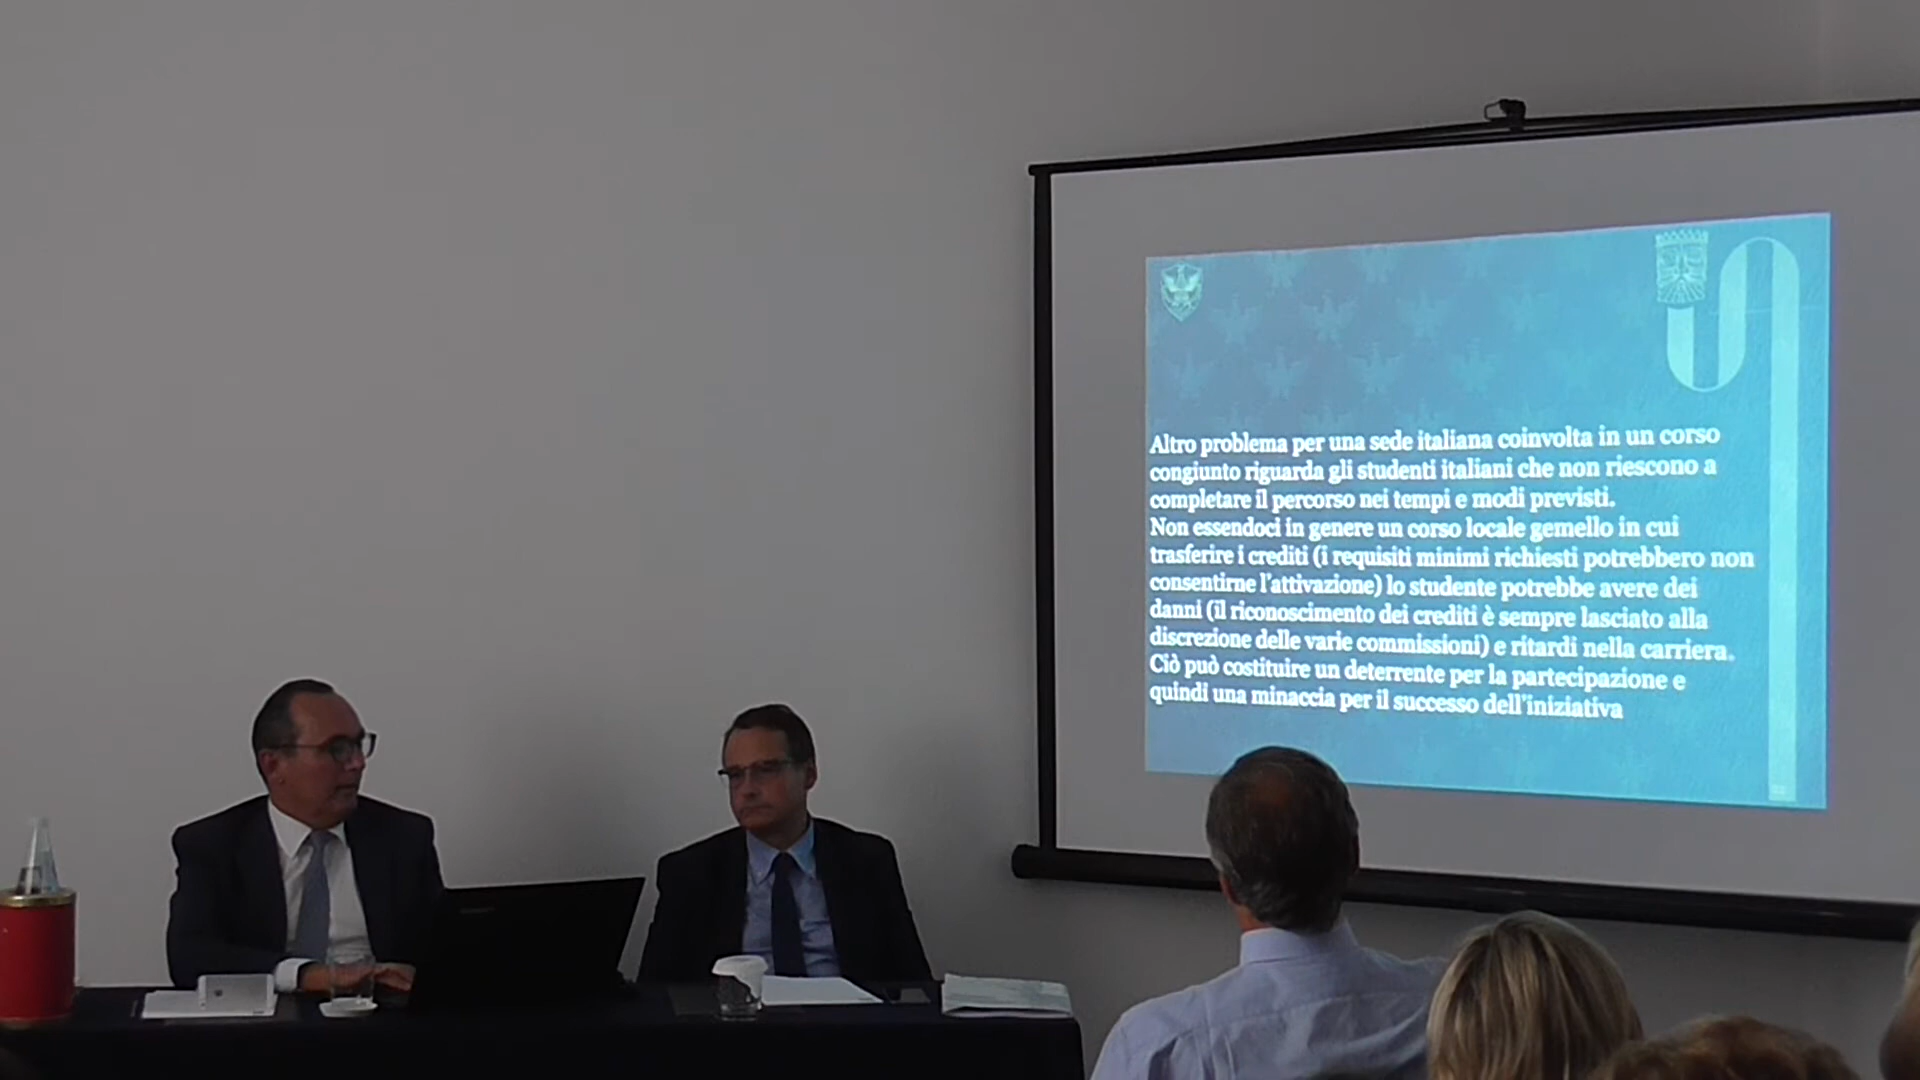 Altro problema per una sede italiana coinvolta in un corso
congiunto riguarda gli studenti italiani che non riescono a
completare il percorso nei tempi e modi previsti.
Non essendoci in genere un corso locale gemello in cui
trasferire i crediti (i requisiti minimi richiesti potrebbero non
consentirne l'attivazione) lo studente potrebbe avere dei
danni (il riconoscimento dei crediti è sempre lasciato alla
discrezione delle varie commissioni) e ritardi nella carriera.
Ciò può costituire un deterrente per la partecipazione e
quindi una minaccia per il successo dell'iniziativa